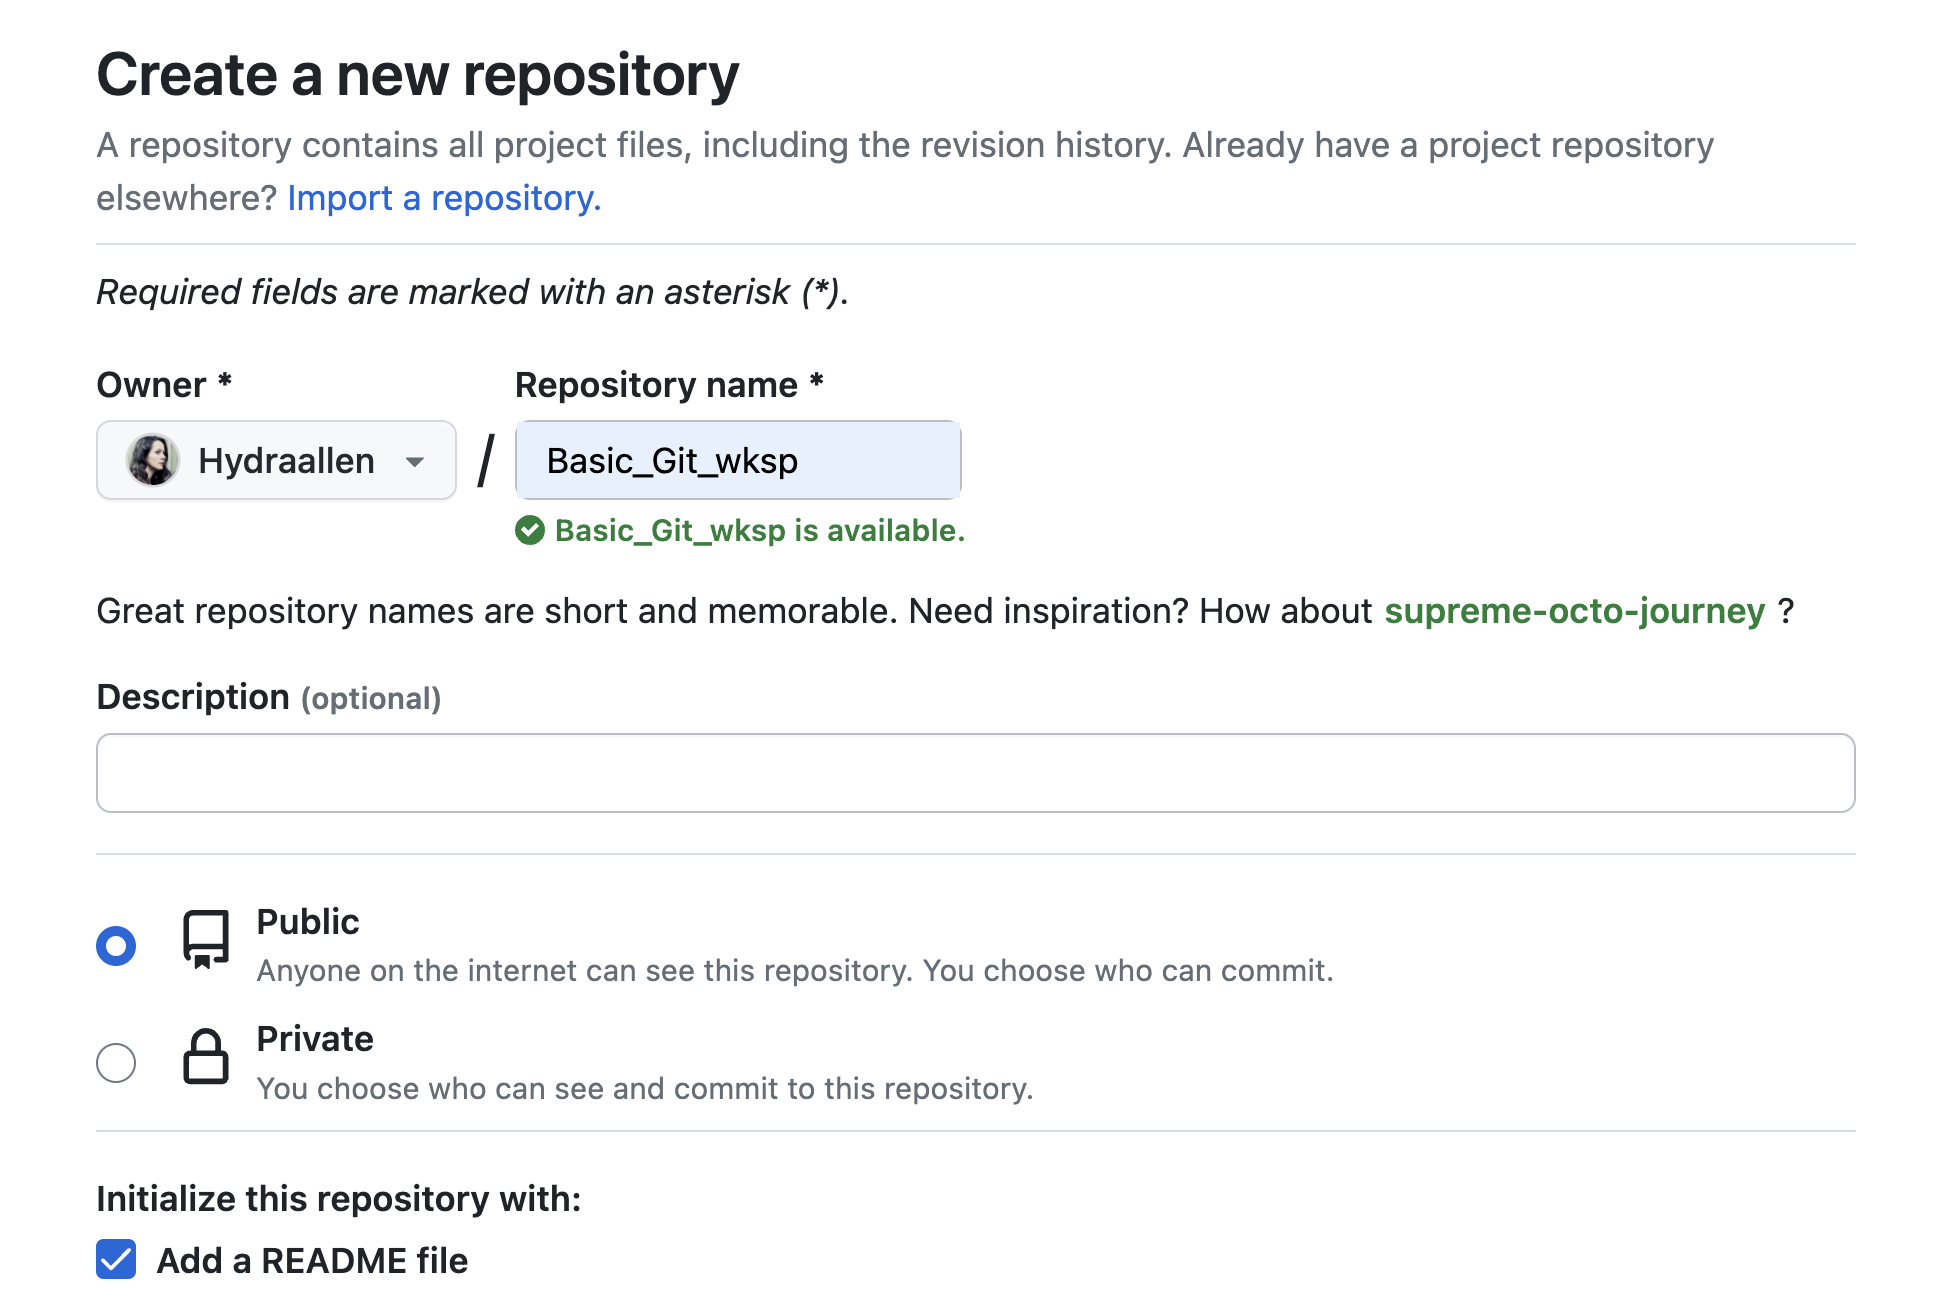 Create a new repository
A repository contains all project files, including the revision history. Already have a project repository
elsewhere? Import a repository.
Required fields are marked with an asterisk (*).
Owner * Repository name *
Hydraallen / Basic_Git_wksp
Basic_Git_wksp is available.
Great repository names are short and memorable. Need inspiration? How about supreme-octo-journey ?
Description (optional)
Public
Anyone on the internet can see this repository. You choose who can commit.
Private
You choose who can see and commit to this repository.
Initialize this repository with:
Add a README file